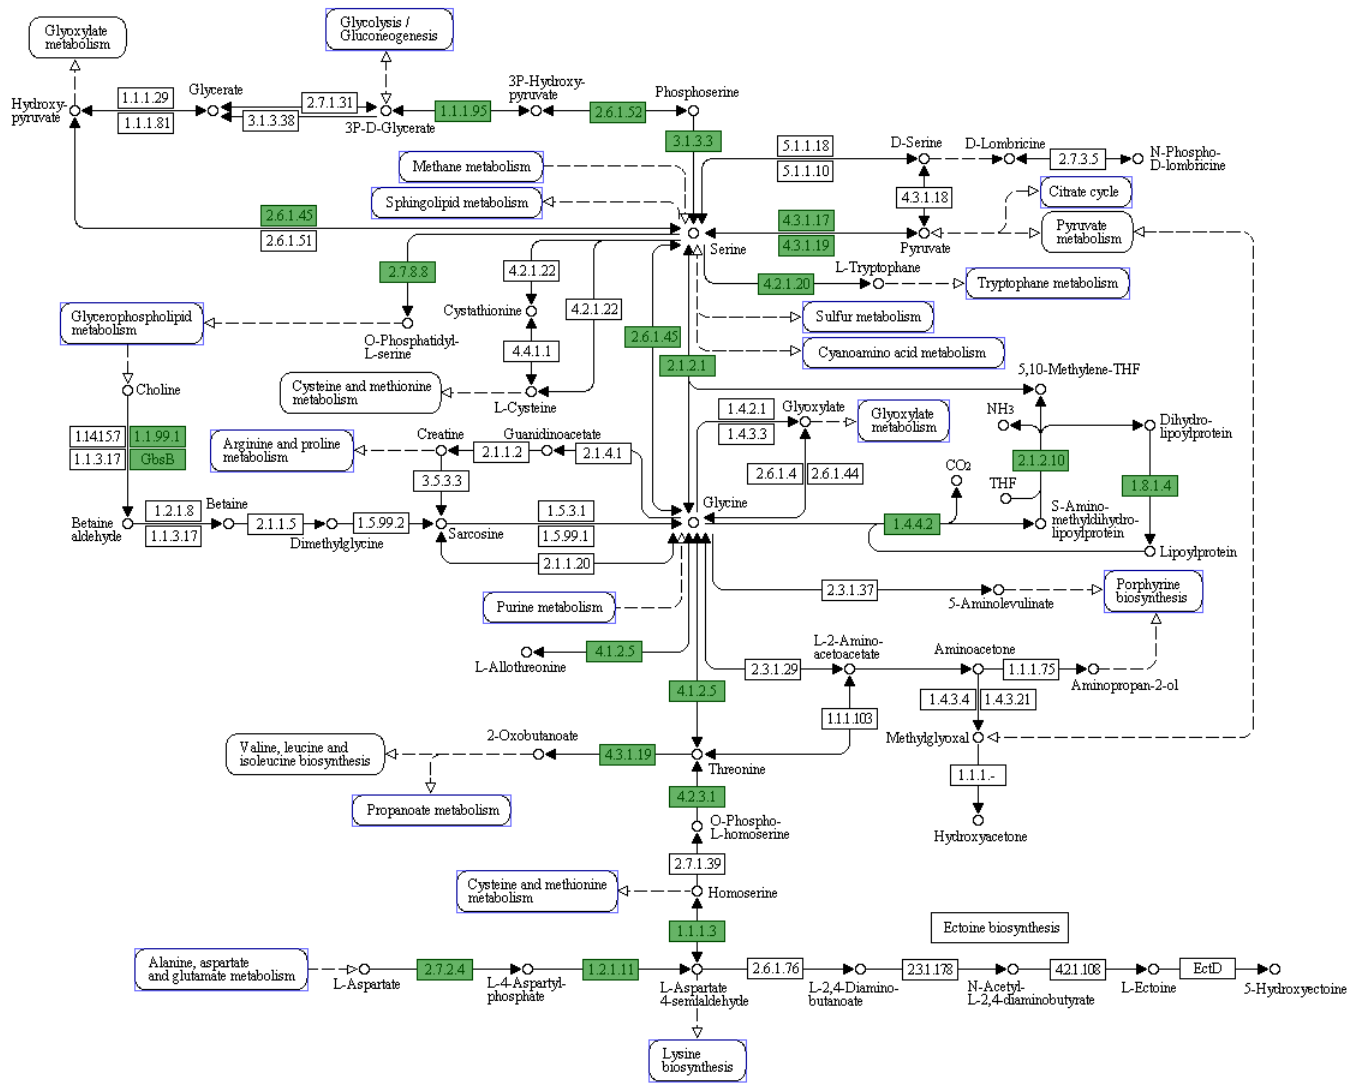 Glyoxylate
metabolism
Glycolysis /
Gluconeogenesis
Hydroxy-
pyruvate
1.1.1.29
1.1.1.81
Glycerate
2.7.1.31
3.1.3.38
3P-D-Glycerate
1.1.1.95
3P-Hydroxy-
pyruvate
2.6.1.52
Phosphoserine
3.1.3.3
Methane metabolism
Sphingolipid metabolism
5.1.1.18
5.1.1.10
D-Serine
D-Lombricine
2.7.3.5
N-Phospho-
D-lombricine
4.3.1.18
Citrate cycle
2.6.1.45
2.6.1.51
Serine
4.3.1.17
4.3.1.19
Pyruvate
Pyruvate
metabolism
2.7.8.8
4.2.1.22
4.2.1.20
L-Tryptophane
Tryptophane metabolism
Glycerophospholipid
metabolism
O-Phosphatidyl-
L-serine
Cystathionine
4.2.1.22
4.4.1.1
2.6.1.45
2.1.2.1
Sulfur metabolism
Cyanoamino acid metabolism
Choline
Cysteine and methionine
metabolism
L-Cysteine
5,10-Methylene-THF
1.14.15.7
1.1.99.1
1.1.3.17
GbsB
Arginine and proline
metabolism
Creatine
Guanidinoacetate
2.1.1.2
2.1.4.1
3.5.3.3
1.4.2.1
1.4.3.3
Glyoxylate
Glyoxylate
metabolism
2.6.1.4
2.6.1.44
NH3
Dihydro-
lipoylprotein
2.1.2.10
CO2
THF
1.8.1.4
Betaine
aldehyde
1.2.1.8
1.1.3.17
Betaine
2.1.1.5
Dimethylglycine
1.5.99.2
Sarcosine
1.5.3.1
1.5.99.1
2.1.1.20
Glycine
1.4.4.2
S-Amino-
methyldihydro-
lipoylprotein
Lipoylprotein
Purine metabolism
2.3.1.37
5-Aminolevulinate
Porphyrine
biosynthesis
L-Allothreonine
4.1.2.5
4.1.2.5
2.3.1.29
L-2-Amino-
acetoacetate
Aminoacetone
1.1.1.75
Aminopropan-2-ol
1.1.1.103
1.4.3.4
1.4.3.21
Methylglyoxal
Valine, leucine and
isoleucine biosynthesis
2-Oxobutanoate
4.3.1.19
Threonine
Propanoate metabolism
4.2.3.1
1.1.1.-
Hydroxyacetone
O-Phospho-
L-homoserine
2.7.1.39
Cysteine and methionine
metabolism
Homoserine
1.1.1.3
Ectoine biosynthesis
Alanine, aspartate
and glutamate metabolism
L-Aspartate
2.7.2.4
L-4-Aspartyl-
phosphate
1.2.1.11
L-Aspartate
4-semialdehyde
2.6.1.76
L-2,4-Diamino-
butanoate
2.3.1.178
N-Acetyl-
L-2,4-diaminobutyrate
4.2.1.108
L-Ectoine
EctD
5-Hydroxyectoine
Lysine
biosynthesis